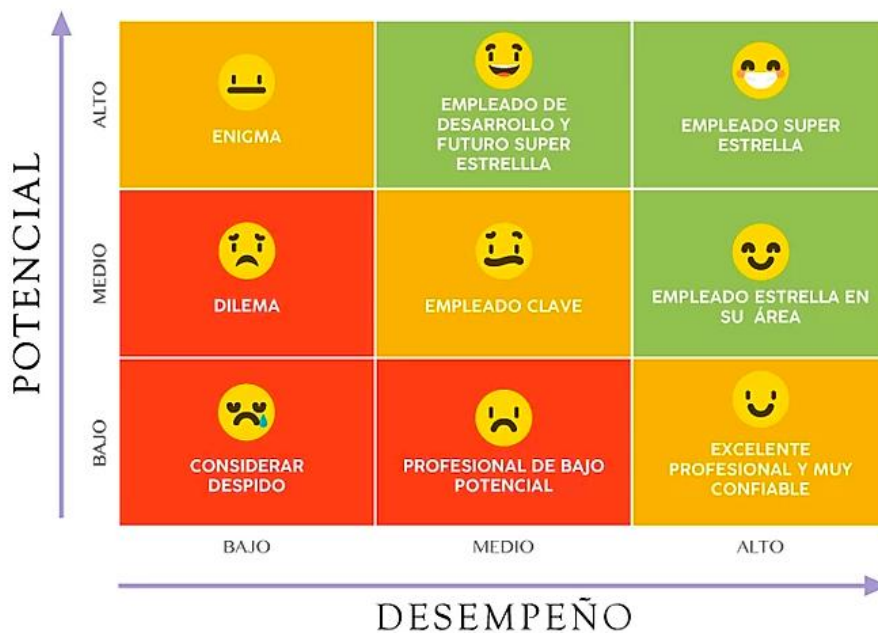 POTENCIAL
ALTO
ENIGMA
EMPLEADO DE
DESARROLLO Y
FUTURO SUPER
ESTRELLLA
EMPLEADO SUPER
ESTRELLA
MEDIO
DILEMA
EMPLEADO CLAVE
EMPLEADO ESTRELLA EN
SU ÁREA
BAJO
CONSIDERAR
DESPIDO
PROFESIONAL DE BAJO
POTENCIAL
EXCELENTE
PROFESIONAL Y MUY
CONFIABLE
BAJO
MEDIO
ALTO
DESEMPEÑO